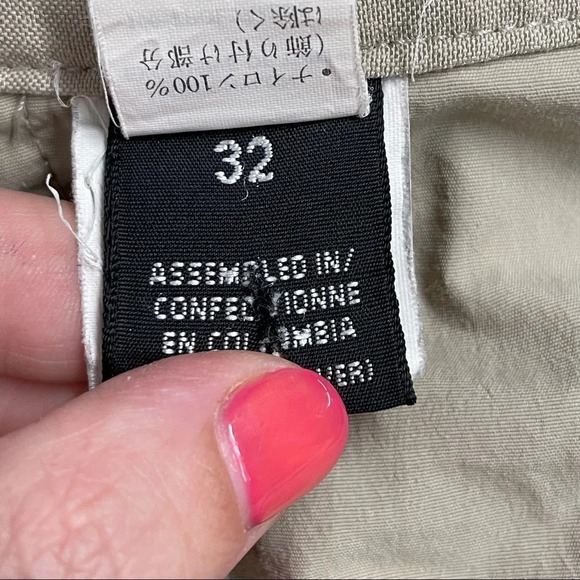 ・ナイロン100%
(飾り付け部分
は除く)
32
ASSEMBLED IN/
CONFECTIONNE
EN COLOMBIA
VER)